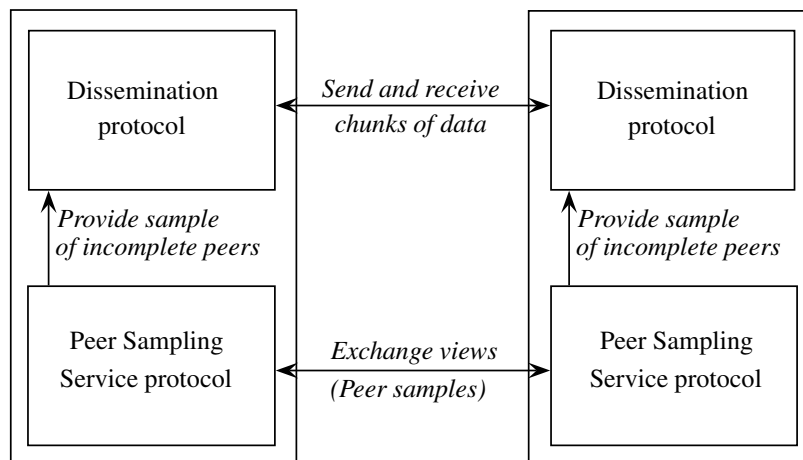 Dissemination
protocol
Send and receive
chunks of data
Dissemination
protocol
Provide sample
of incomplete peers
Provide sample
of incomplete peers
Peer Sampling
Service protocol
Exchange views
(Peer samples)
Peer Sampling
Service protocol